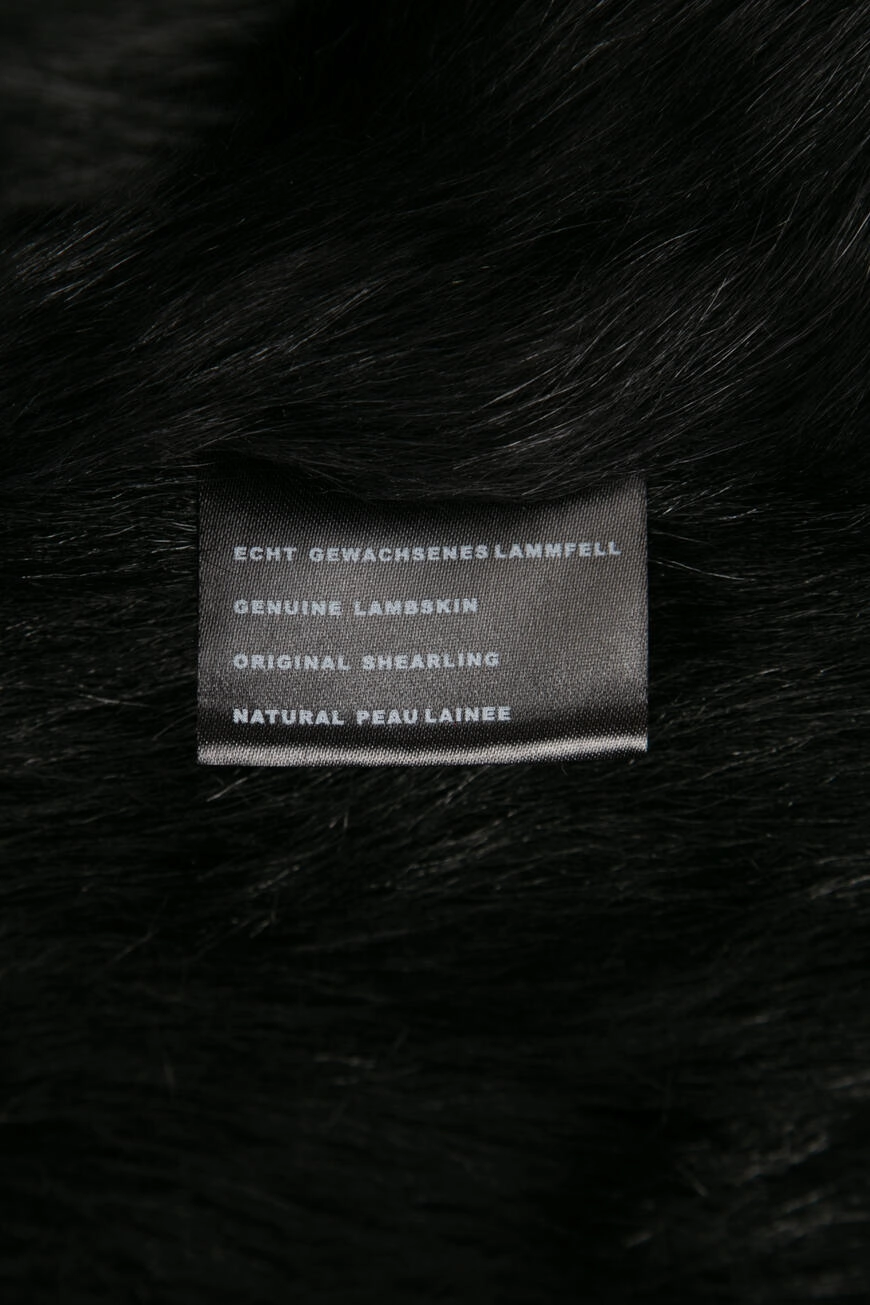 ECHT GEWACHSENES LAMMFELL
GENUINE LAMBSKIN
ORIGINAL SHEARLING
NATURAL PEAU LAINEE